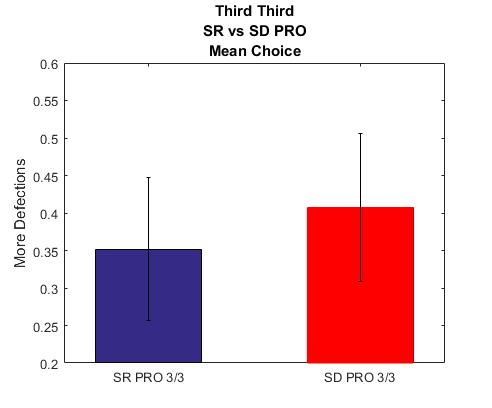 Third Third
SR vs SD PRO
Mean Choice
More Defections
0.6
0.55
0.5
0.45
0.4
0.35
0.3
0.25
0.2
SR PRO 3/3
SD PRO 3/3